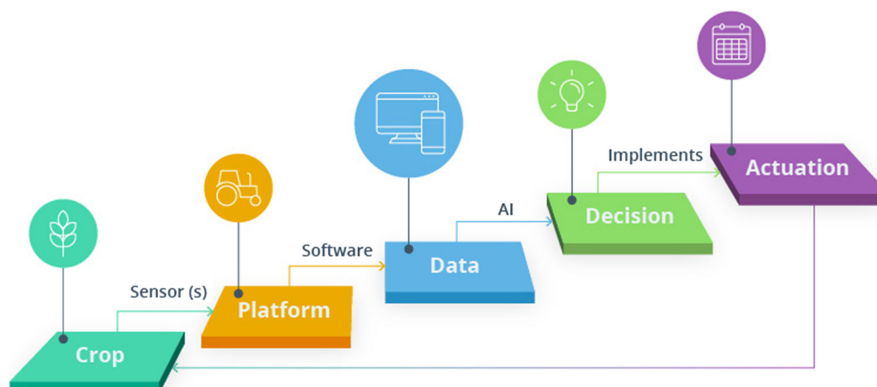 Crop
Sensor (s)
Platform
Software
Data
AI
Decision
Implements
Actuation